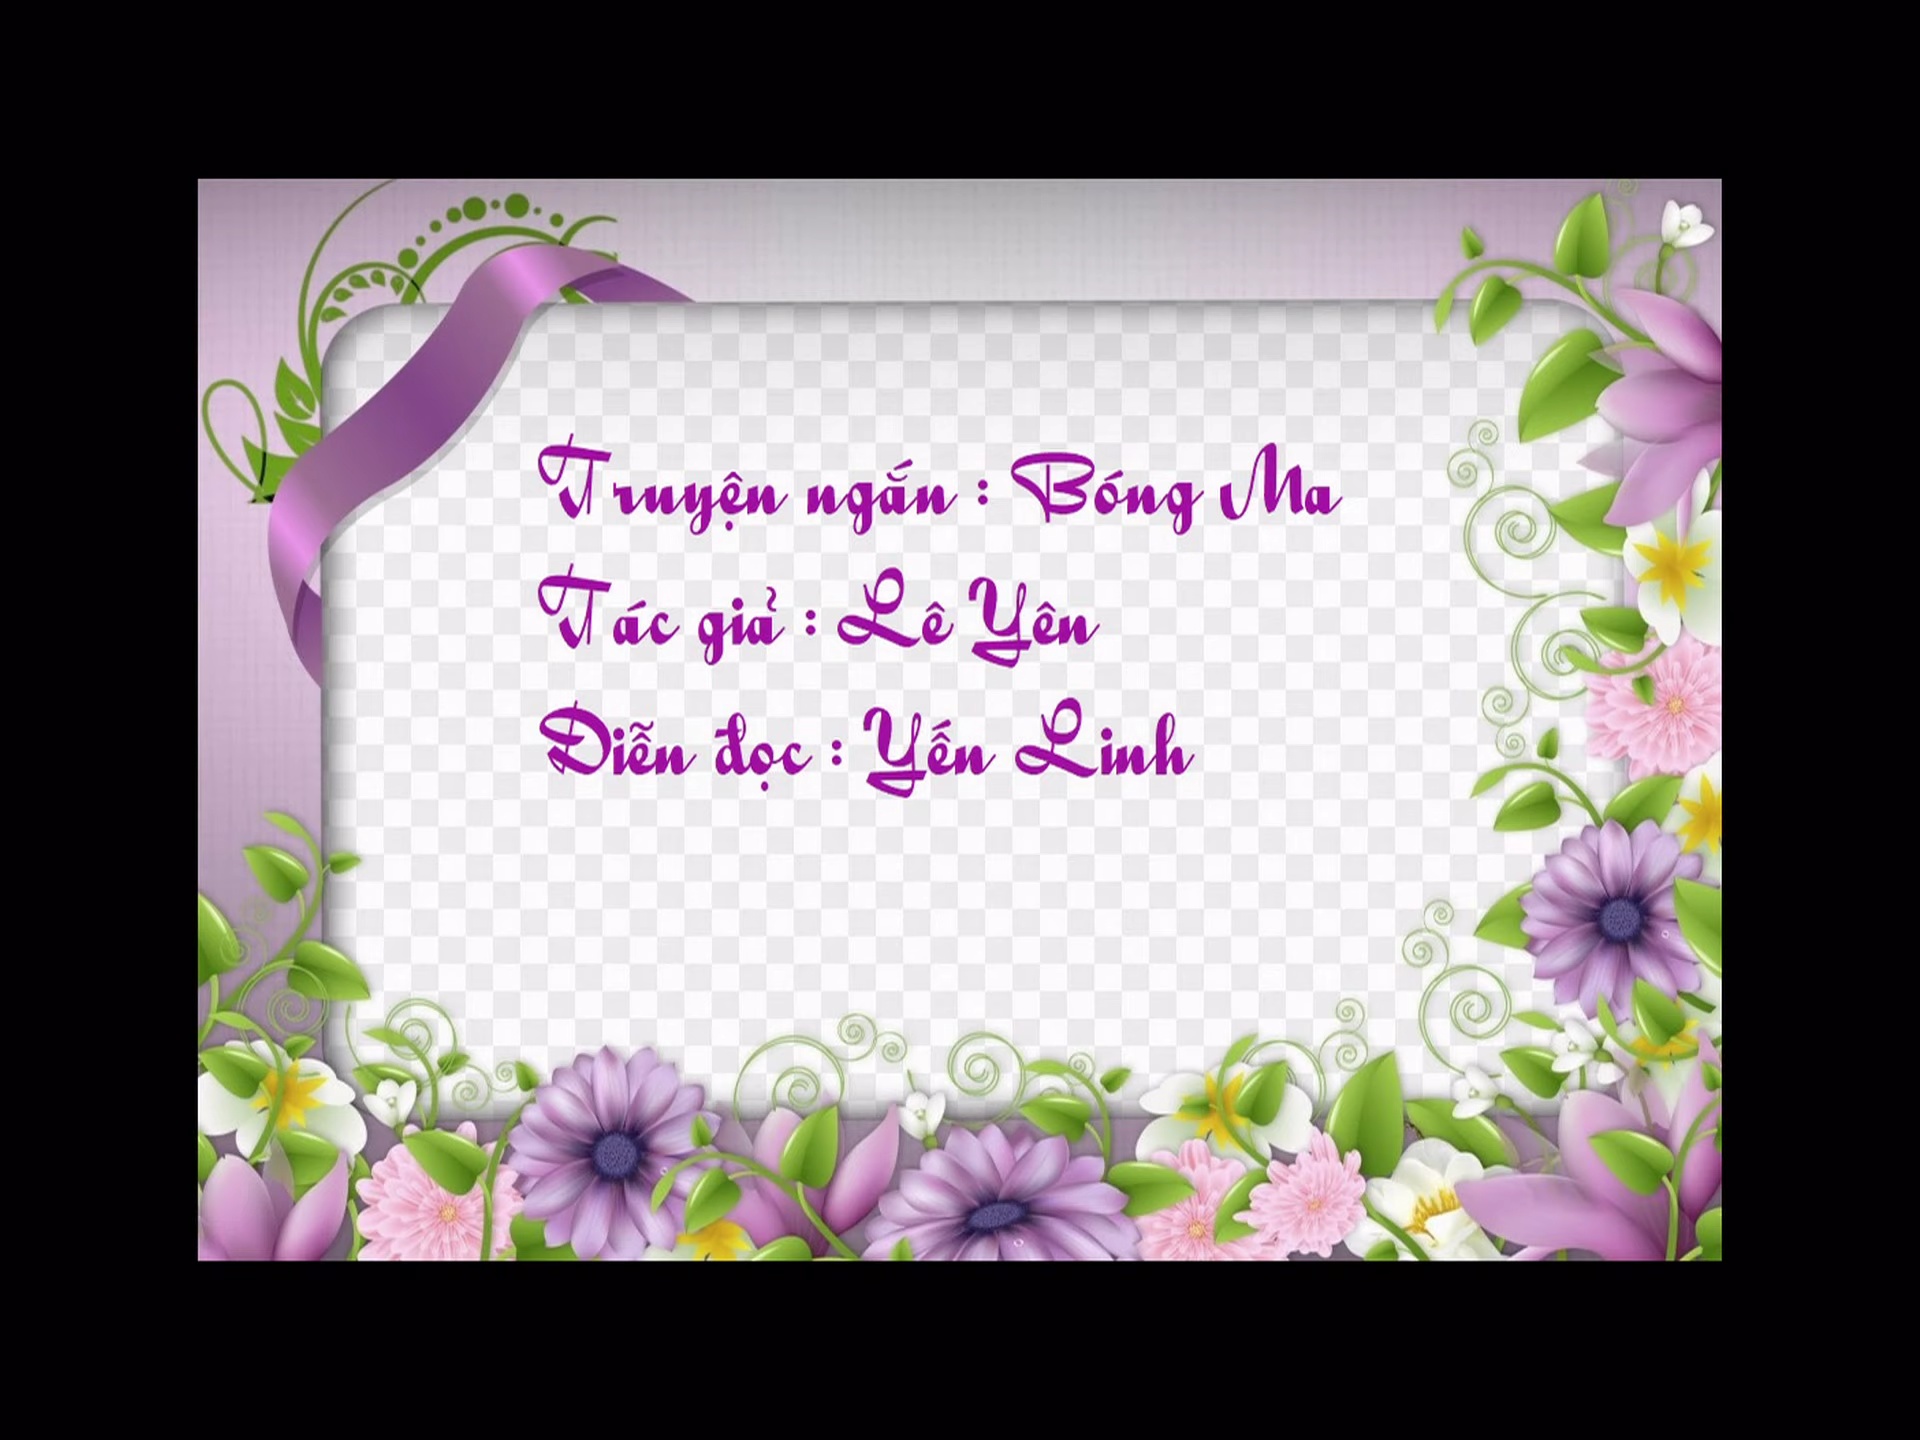 Truyện ngắn : Bóng Ma
Tác giả : Lê Yên
Diễn đọc : Yến Linh